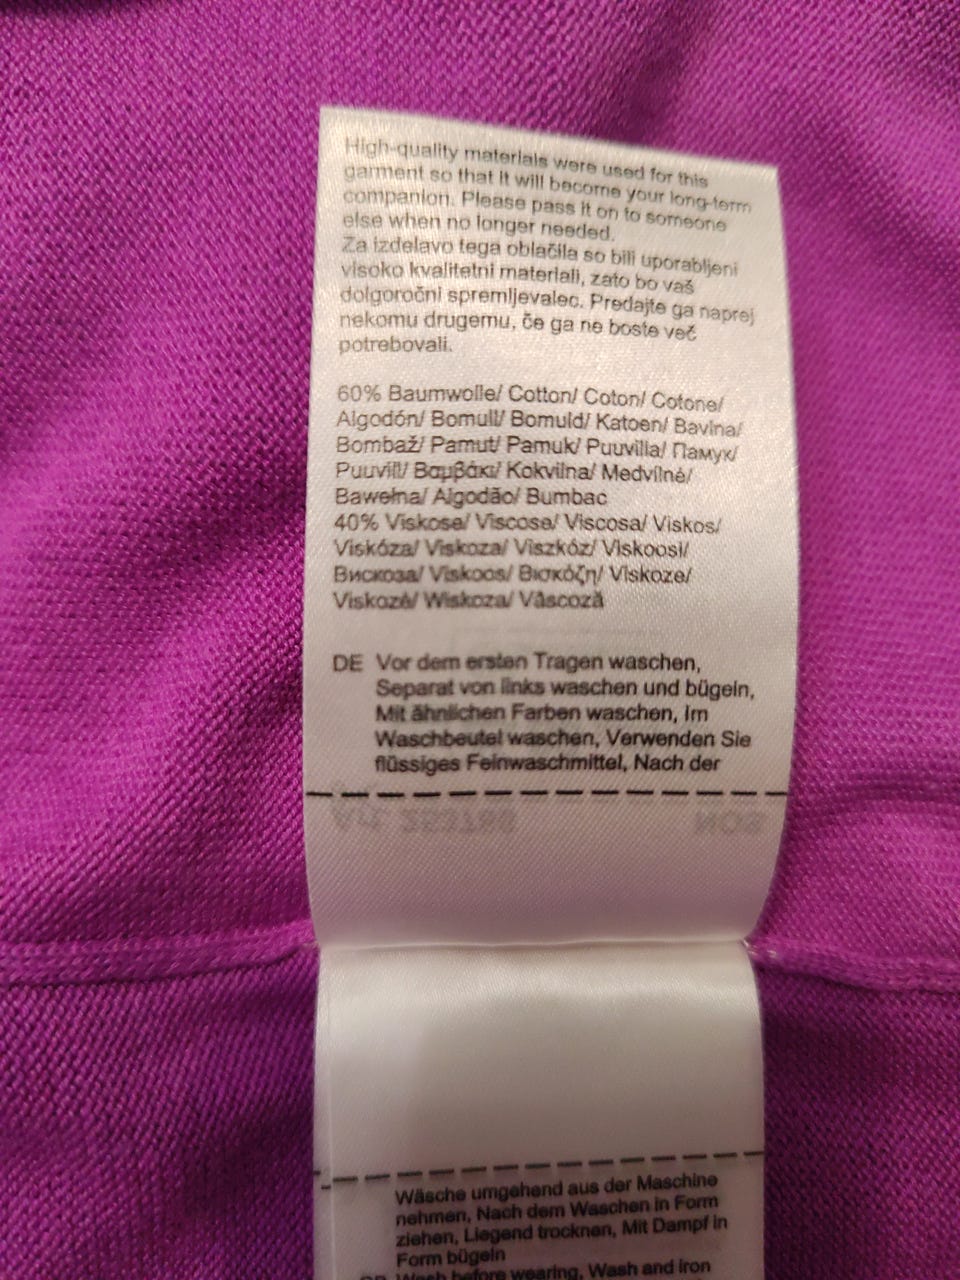 High-quality materials were used for this
garment so that it will become your long-term
companion. Please pass it on to someone
else when no longer needed.
Za izdelavo tega oblačila so bili uporabljeni
visoko kvalitetni materiali, zato bo vaš
dolgoročni spremljevalec. Predajte ga naprej
nekomu drugemu, če ga ne boste več
potrebovali.
60% Baumwolle/ Cotton/ Coton/ Cotone/
Algodón/ Bomull/ Bomuld/ Katoen/ Bavlna/
Bombaž/ Pamut/ Pamuk/ Puuvilla/ Памук/
Puuvill/ Βαμβάκι/ Kokvilna/ Medvilnė/
Bawełna/ Algodão/ Bumbac
40% Viskose/ Viscose/ Viscosa/ Viskos/
Viskóza/ Viskoza/ Viszkóz/ Viskoosi/
Вискоза/ Viskoos/ Βισκόζη/ Viskoze/
Viskozė/ Wiskoza/ Vâscoză
DE Vor dem ersten Tragen waschen,
Separat von links waschen und bügeln,
Mit ähnlichen Farben waschen, Im
Waschbeutel waschen, Verwenden Sie
flüssiges Feinwaschmittel, Nach der
Art. 253768 NOS
Wäsche umgehend aus der Maschine
nehmen, Nach dem Waschen in Form
ziehen, Liegend trocknen, Mit Dampf in
Form bügeln
GB Wash before wearing, Wash and iron